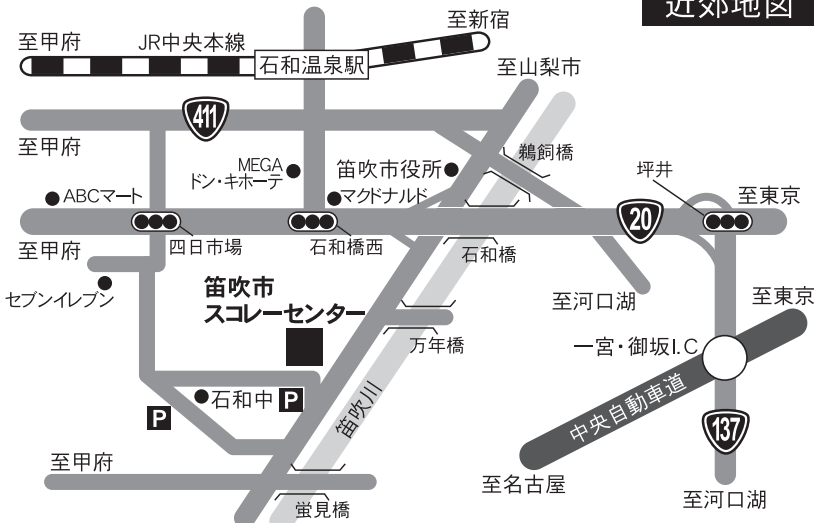 近郊地図
至新宿
至甲府
JR中央本線
石和温泉駅
至山梨市
411
至甲府
鵜飼橋
MEGA
ドン・キホーテ
笛吹市役所
坪井
ABCマート
マクドナルド
至東京
20
至甲府
四日市場
石和橋西
石和橋
セブンイレブン
笛吹市
スコレーセンター
至河口湖
至東京
万年橋
一宮・御坂I.C
石和中
P
P
笛吹川
中央自動車道
137
至甲府
至名古屋
至河口湖
蛍見橋